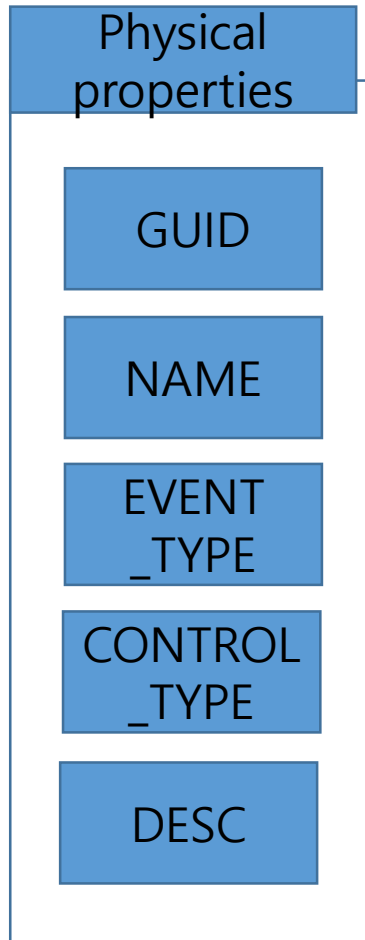 Physical
properties
GUID
NAME
EVENT
_TYPE
CONTROL
_TYPE
DESC